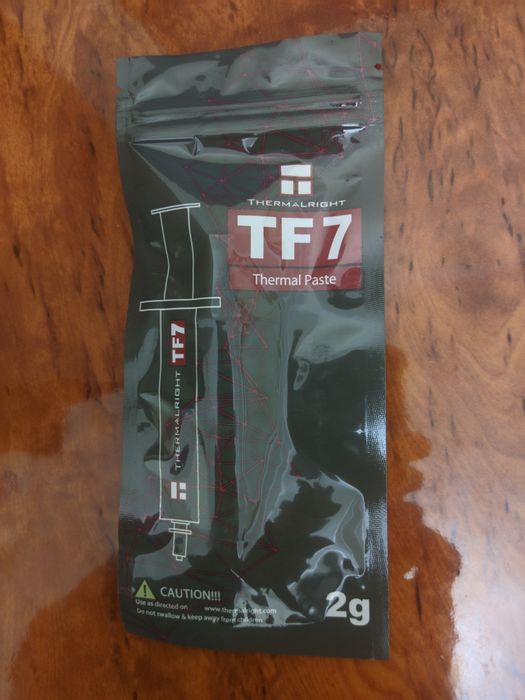 THERMALRIGHT
TF7
Thermal Paste
THERMALRIGHT TF7
CAUTION!!!
Use as directed on www.thermalright.com
Do not swallow & keep away from children
2g